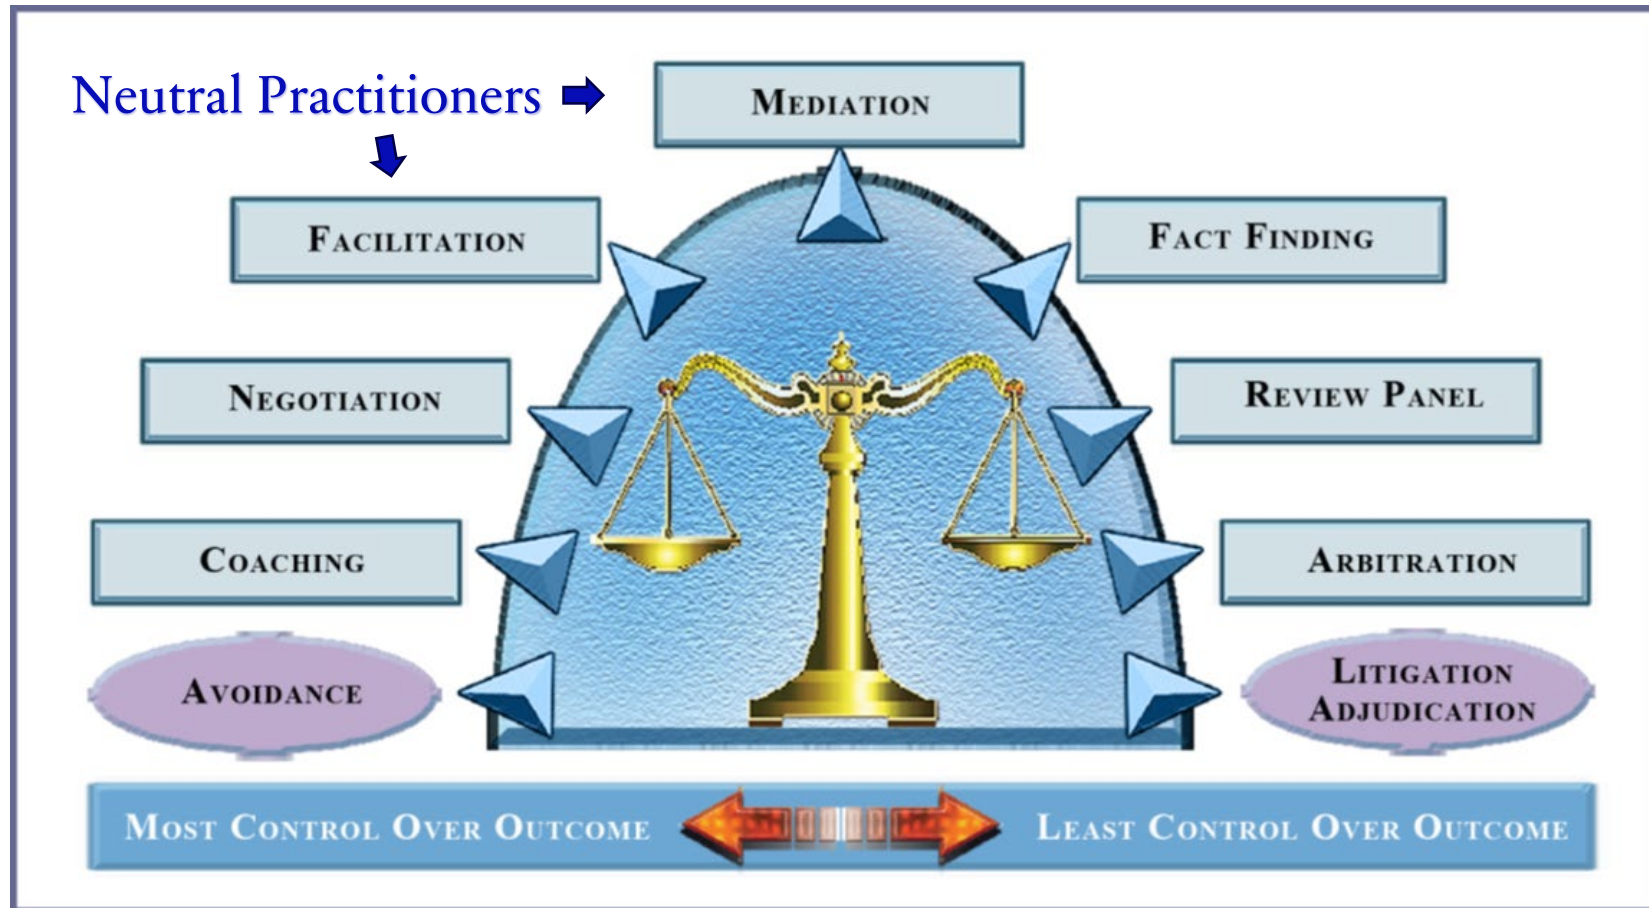 Neutral Practitioners
MEDIATION
FACILITATION
FACT FINDING
NEGOTIATION
REVIEW PANEL
COACHING
ARBITRATION
AVOIDANCE
LITIGATION
ADJUDICATION
MOST CONTROL OVER OUTCOME
LEAST CONTROL OVER OUTCOME